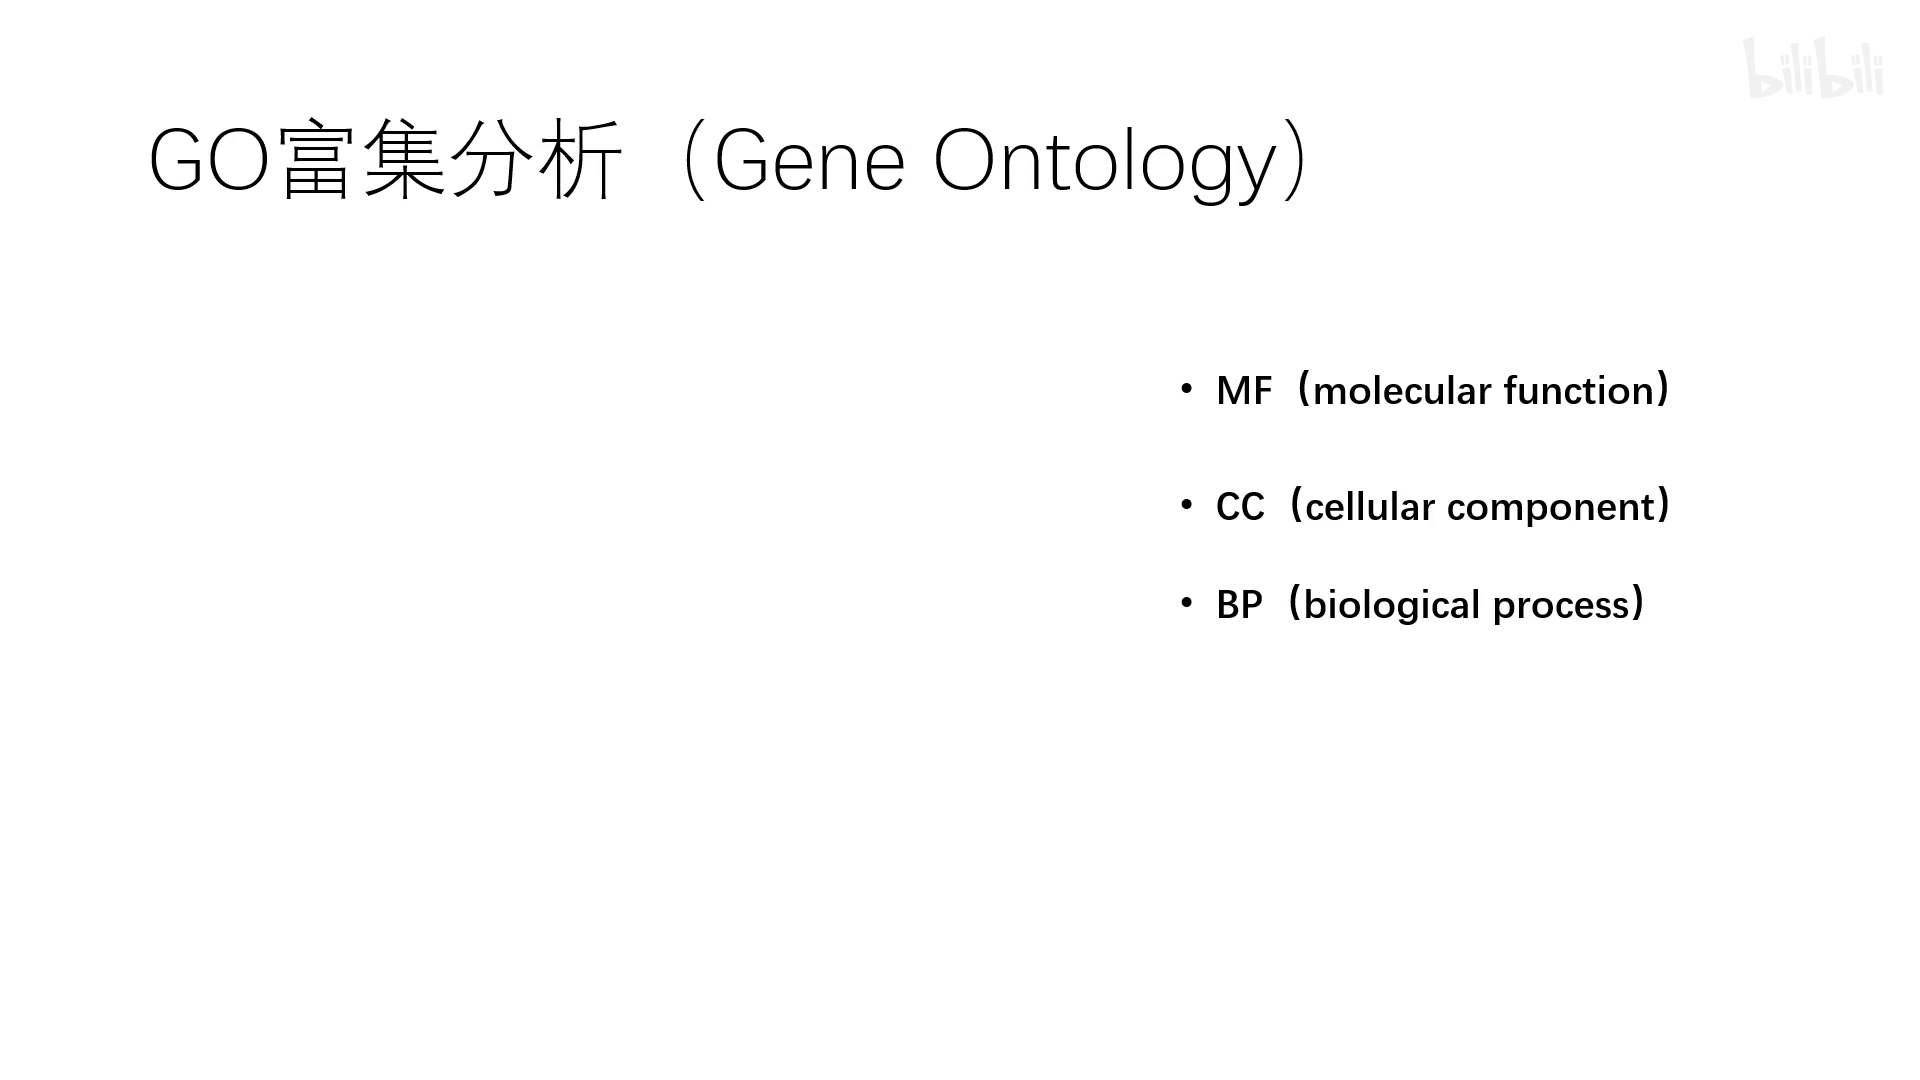 bilibili
GO富集分析（Gene Ontology）
• MF（molecular function）
• CC（cellular component）
• BP（biological process）